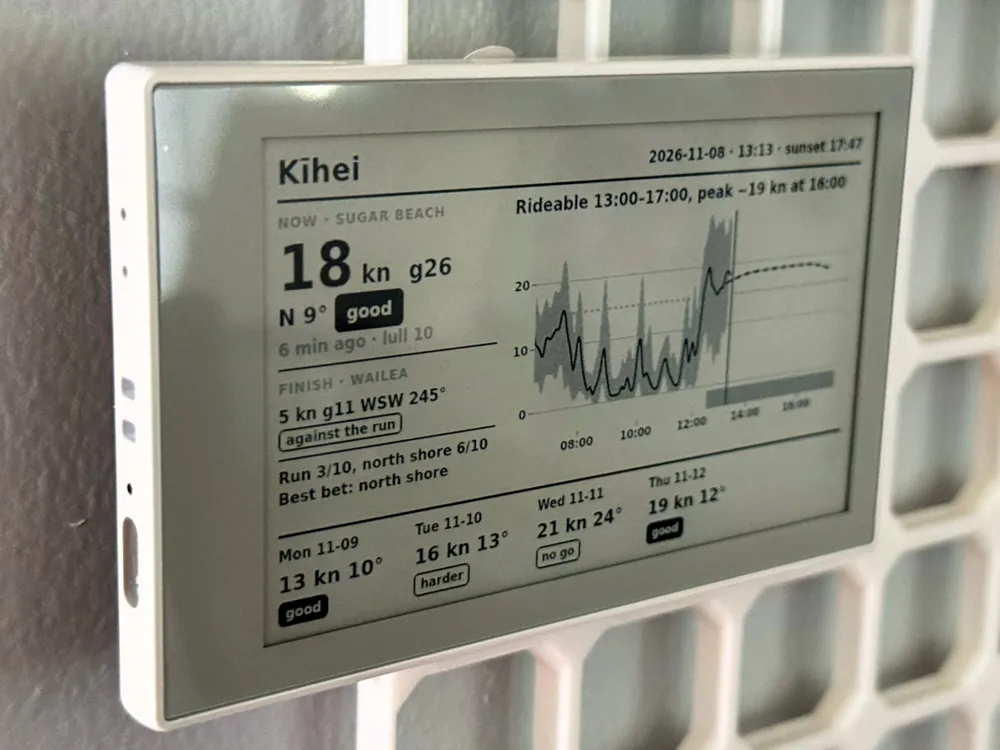 Kīhei
2026-11-08 · 13:13 · sunset 17:47
NOW · SUGAR BEACH
18 kn g26
N 9° good
6 min ago · lull 10
FINISH · WAILEA
5 kn g11 WSW 245°
against the run
Run 3/10, north shore 6/10
Best bet: north shore
Rideable 13:00-17:00, peak ~19 kn at 16:00
20
10
0
08:00 10:00 12:00 14:00 16:00
Mon 11-09
13 kn 10°
good
Tue 11-10
16 kn 13°
harder
Wed 11-11
21 kn 24°
no go
Thu 11-12
19 kn 12°
good